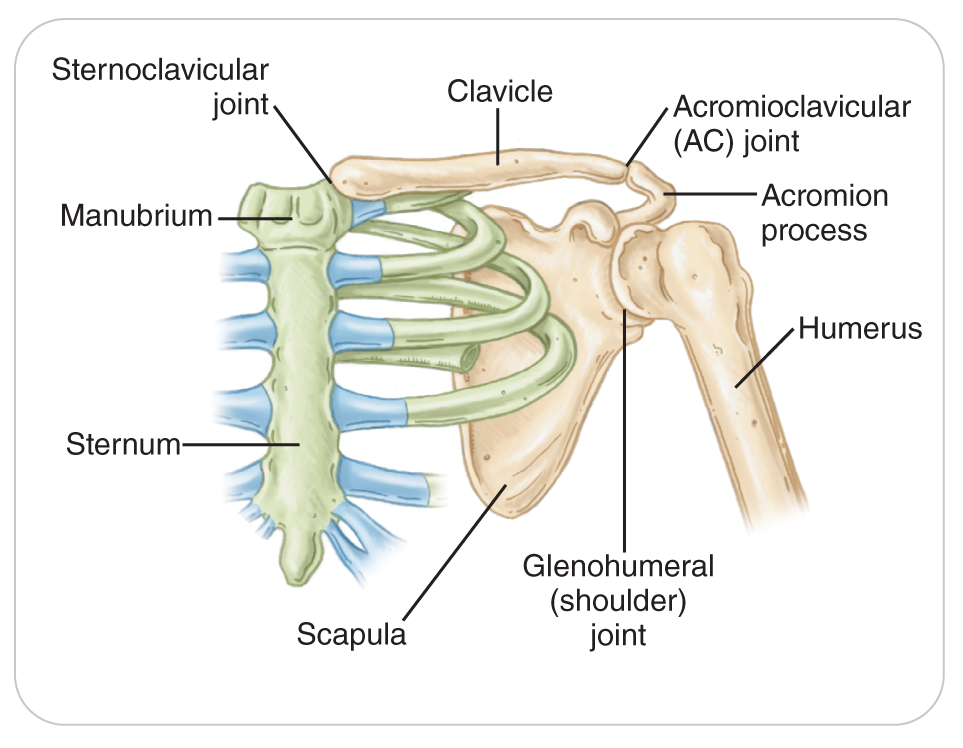 Sternoclavicular
joint
Clavicle
Acromioclavicular
(AC) joint
Manubrium
Acromion
process
Humerus
Sternum
Glenohumeral
(shoulder)
joint
Scapula